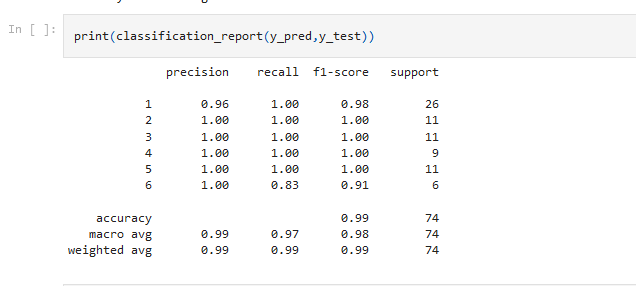 In [ ]: print(classification_report(y_pred,y_test))
precision recall f1-score support
1 0.96 1.00 0.98 26
2 1.00 1.00 1.00 11
3 1.00 1.00 1.00 11
4 1.00 1.00 1.00 9
5 1.00 1.00 1.00 11
6 1.00 0.83 0.91 6
accuracy 0.99 74
macro avg 0.99 0.97 0.98 74
weighted avg 0.99 0.99 0.99 74